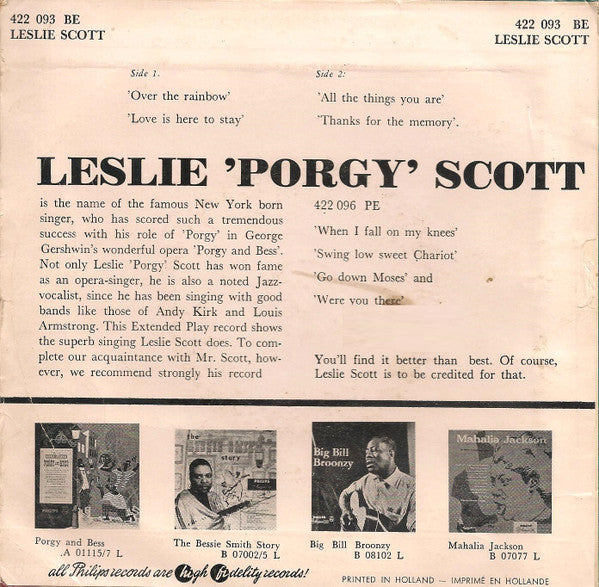 422 093 BE
LESLIE SCOTT
422 093 BE
LESLIE SCOTT
Side 1.
'Over the rainbow'
'Love is here to stay'
Side 2:
'All the things you are'
'Thanks for the memory'.
LESLIE 'PORGY' SCOTT
is the name of the famous New York born
singer, who has scored such a tremendous
success with his role of 'Porgy' in George
Gershwin's wonderful opera 'Porgy and Bess'.
Not only Leslie 'Porgy' Scott has won fame
as an opera-singer, he is also a noted Jazz-
vocalist, since he has been singing with good
bands like those of Andy Kirk and Louis
Armstrong. This Extended Play record shows
the superb singing Leslie Scott does. To com-
plete our acquaintance with Mr. Scott, how-
ever, we recommend strongly his record
422 096 PE
'When I fall on my knees'
'Swing low sweet Chariot'
'Go down Moses' and
'Were you there'
You'll find it better than best. Of course,
Leslie Scott is to be credited for that.
PORGY AND BESS
the
story
Big Bill
Broonzy
Mahalia Jackson
Porgy and Bess
A 01115/7 L
The Bessie Smith Story
B 07002/5 L
Big Bill Broonzy
B 08102 L
Mahalia Jackson
B 07077 L
all Philips records are high fidelity records!
PRINTED IN HOLLAND — IMPRIMÉ EN HOLLANDE